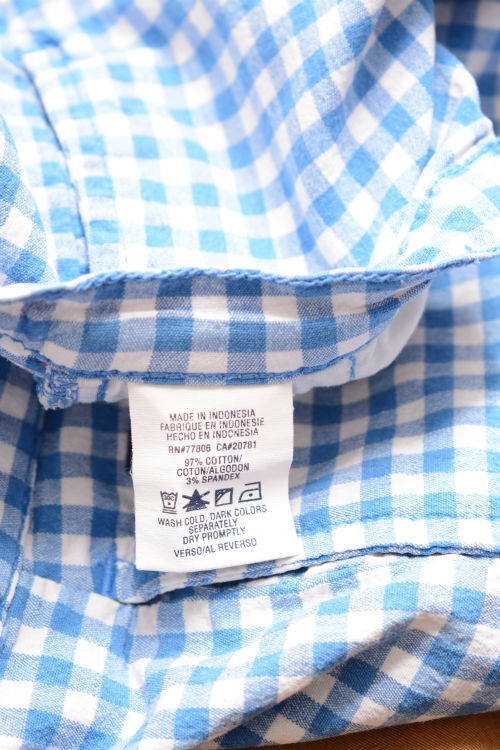 MADE IN INDONESIA
FABRIQUE EN INDONESIE
HECHO EN INDONESIA
RN#77806 CA#20781
97% COTTON/
COTON/ALGODON
3% SPANDEX
WASH COLD, DARK COLORS
SEPARATELY
DRY PROMPTLY
VERSO/AL REVERSO